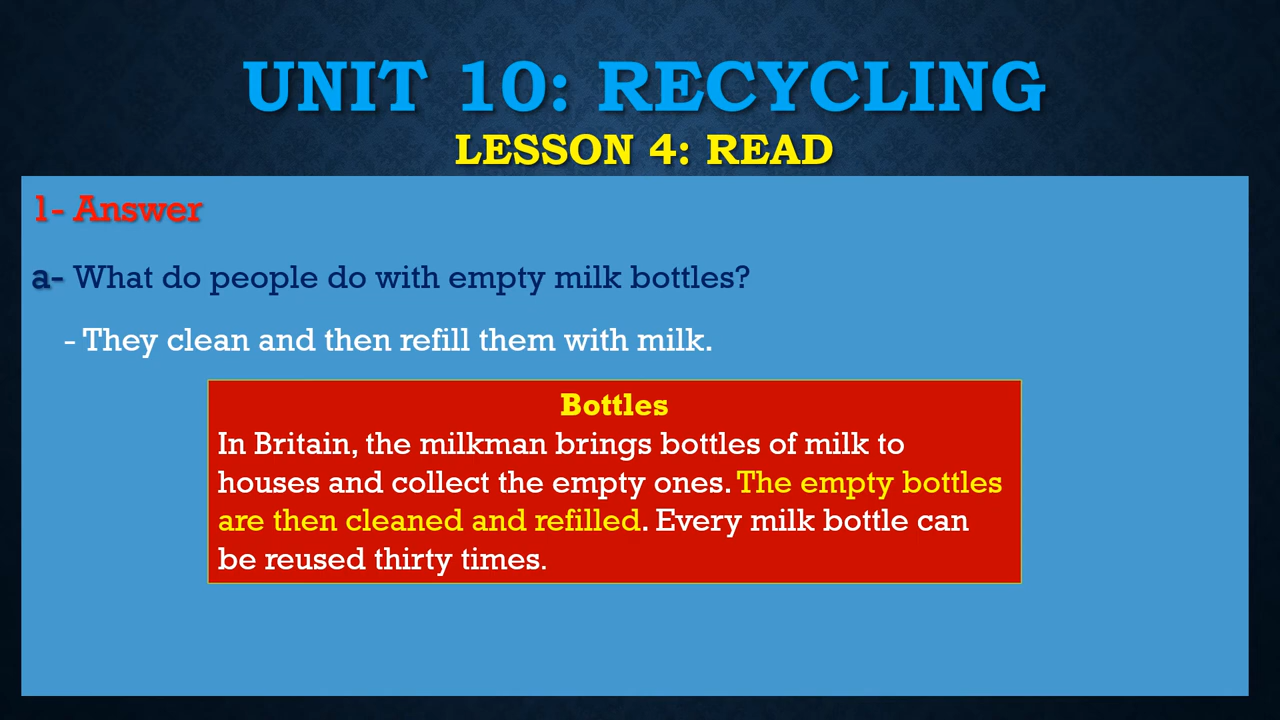 UNIT 10: RECYCLING
LESSON 4: READ
1- Answer
a- What do people do with empty milk bottles?
- They clean and then refill them with milk.
Bottles
In Britain, the milkman brings bottles of milk to
houses and collect the empty ones. The empty bottles
are then cleaned and refilled. Every milk bottle can
be reused thirty times.